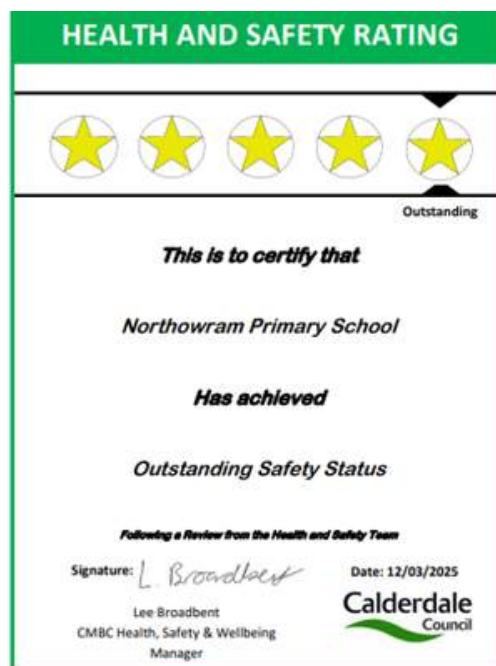 HEALTH AND SAFETY RATING
Outstanding
This is to certify that
Northowram Primary School
Has achieved
Outstanding Safety Status
Following a Review from the Health and Safety Team
Signature: L. Broadbent Date: 12/03/2025
Lee Broadbent
CMBC Health, Safety & Wellbeing
Manager
Calderdale
Council